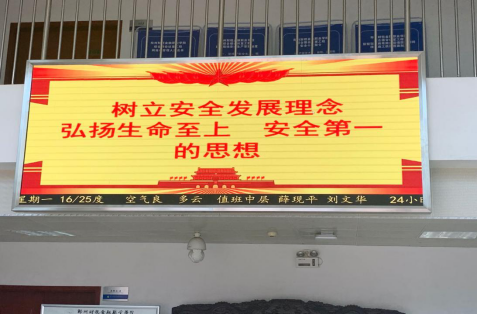 树立安全发展理念
弘扬生命至上 安全第一
的思想
星期一 16/25度 空气良 多云 值班中层 薛现平 刘文华 24小时